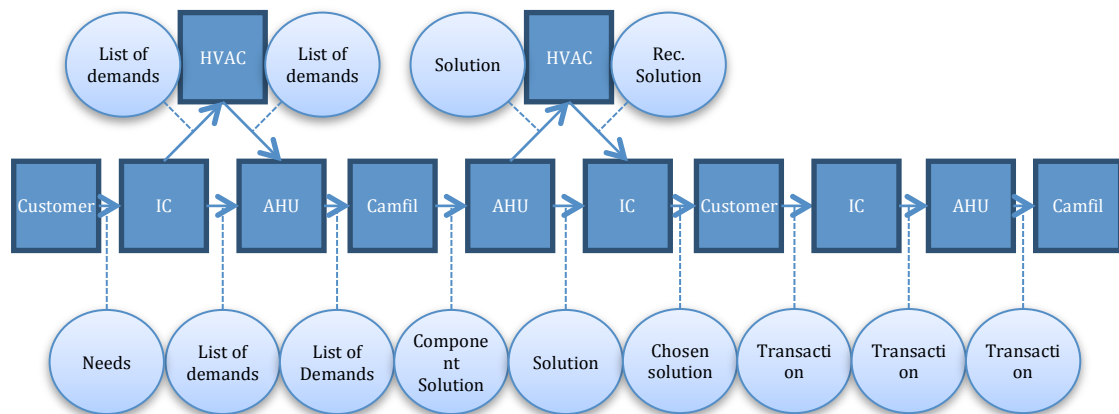 List of
demands
HVAC
List of
demands
Solution
HVAC
Rec.
Solution
Customer
IC
AHU
Camfil
AHU
IC
Customer
IC
AHU
Camfil
Needs
List of
demands
List of
Demands
Compone
nt
Solution
Solution
Chosen
solution
Transacti
on
Transacti
on
Transacti
on